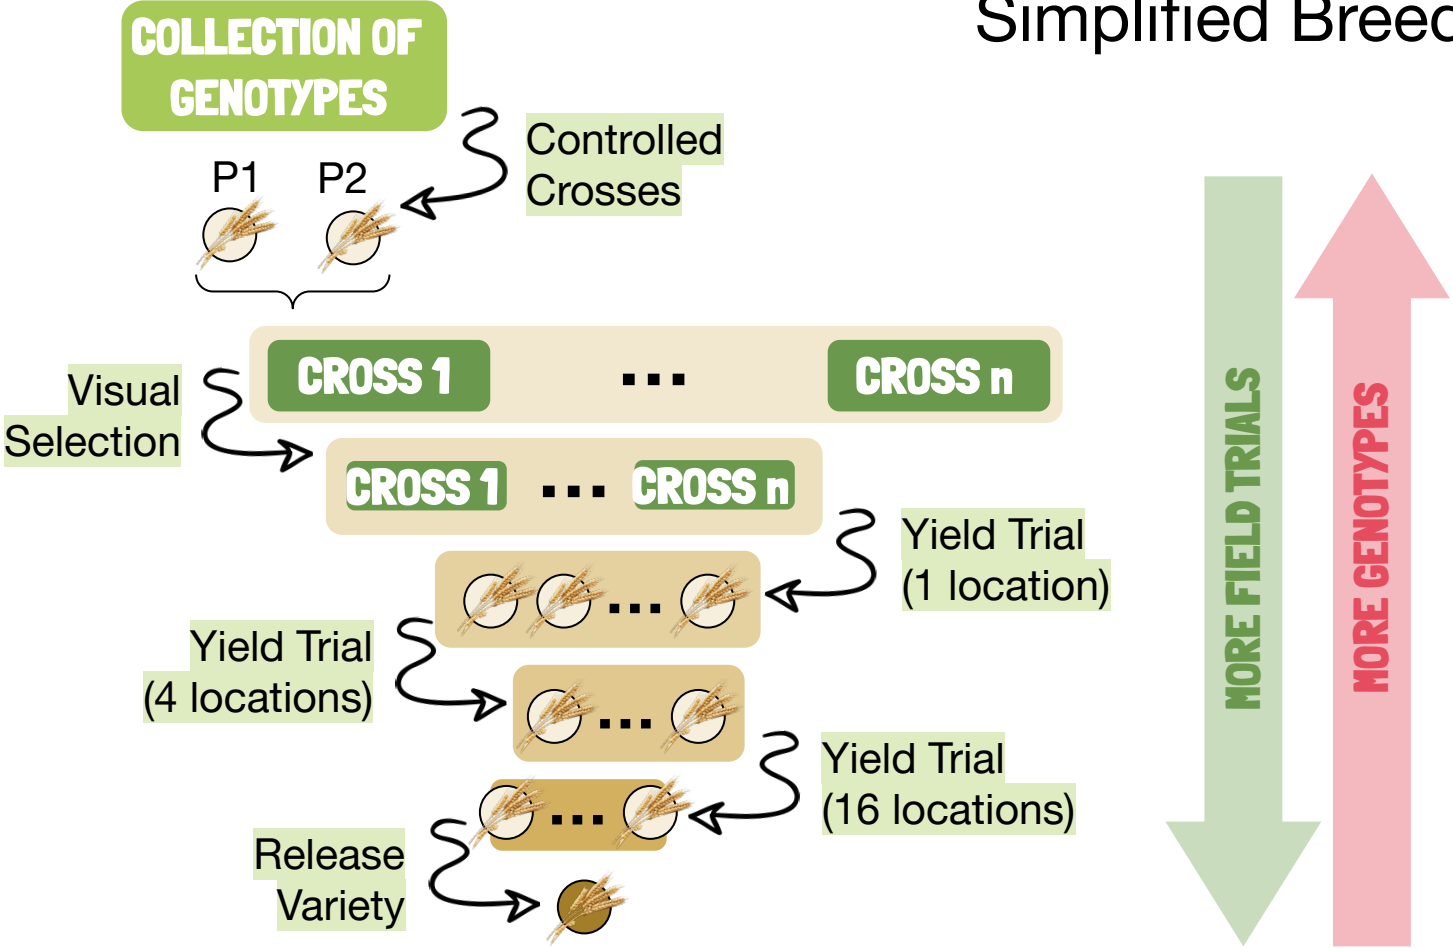 Simplified Breed
COLLECTION OF
GENOTYPES
Controlled
Crosses
P1 P2
CROSS 1 ... CROSS n
Visual
Selection
CROSS 1 ... CROSS n
Yield Trial
(1 location)
...
Yield Trial
(4 locations)
...
Yield Trial
(16 locations)
...
Release
Variety
MORE FIELD TRIALS
MORE GENOTYPES